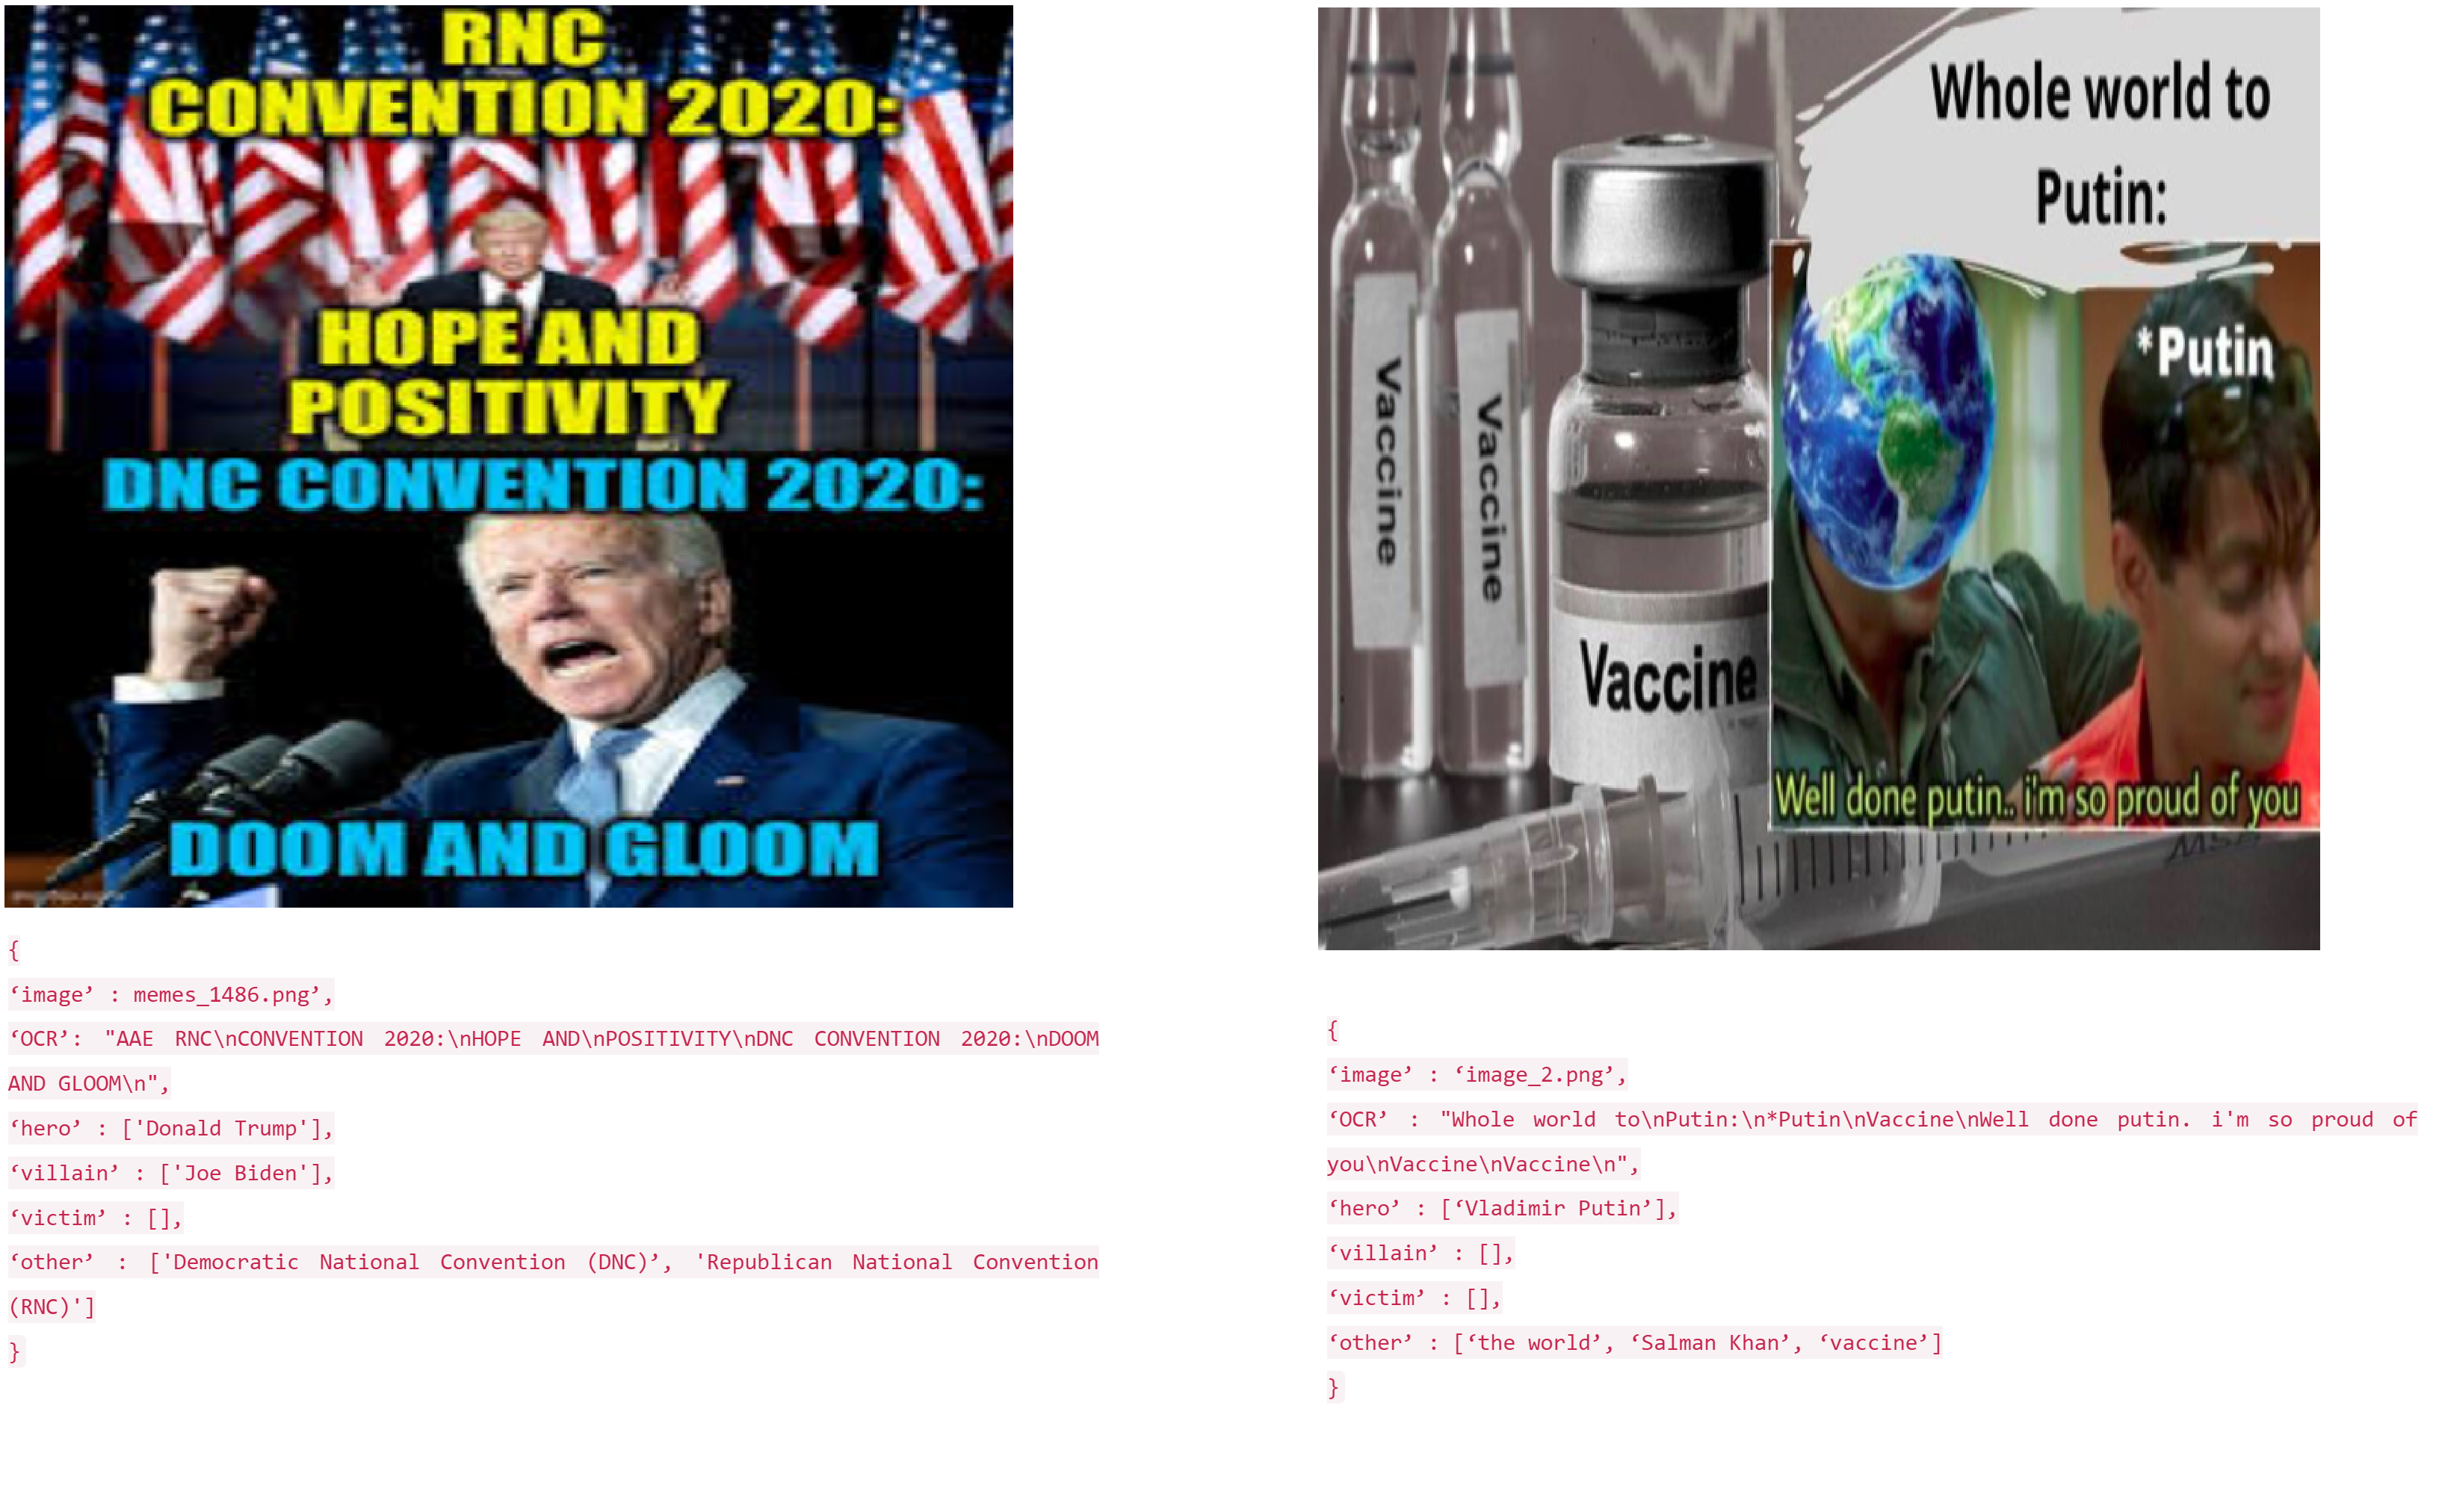 RNC
CONVENTION 2020:
HOPE AND
POSITIVITY
DNC CONVENTION 2020:
DOOM AND GLOOM
{
‘image’ : memes_1486.png’,
‘OCR’: "AAE RNC\nCONVENTION 2020:\nHOPE AND\nPOSITIVITY\nDNC CONVENTION 2020:\nDOOM
AND GLOOM\n",
‘hero’ : ['Donald Trump'],
‘villain’ : ['Joe Biden'],
‘victim’ : [],
‘other’ : ['Democratic National Convention (DNC)’, 'Republican National Convention
(RNC)']
}
Whole world to
Putin:
*Putin
Vaccine
Vaccine
Vaccine
Well done putin.. i'm so proud of you
{
‘image’ : ‘image_2.png’,
‘OCR’ : "Whole world to\nPutin:\n*Putin\nVaccine\nWell done putin. i'm so proud of
you\nVaccine\nVaccine\n",
‘hero’ : [‘Vladimir Putin’],
‘villain’ : [],
‘victim’ : [],
‘other’ : [‘the world’, ‘Salman Khan’, ‘vaccine’]
}